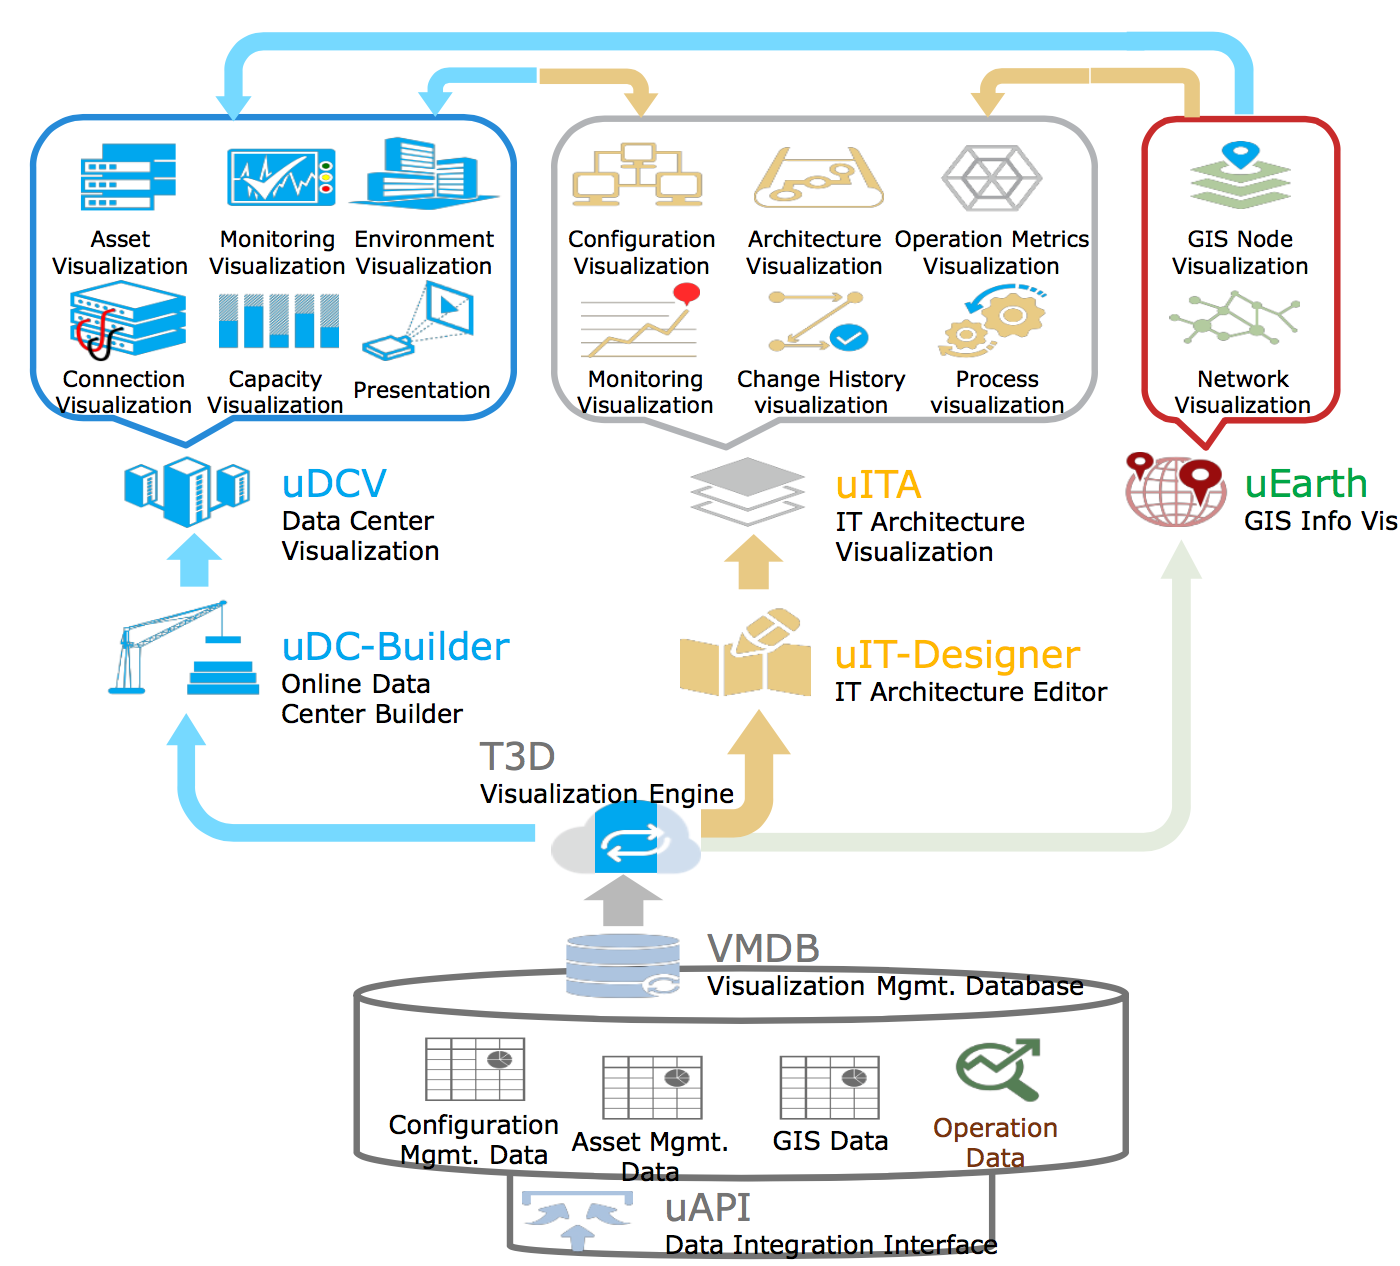 Asset
Visualization
Monitoring
Visualization
Environment
Visualization
Connection
Visualization
Capacity
Visualization
Presentation
Configuration
Visualization
Architecture
Visualization
Operation Metrics
Visualization
Monitoring
Visualization
Change History
visualization
Process
visualization
GIS Node
Visualization
Network
Visualization
uDCV
Data Center
Visualization
uITA
IT Architecture
Visualization
uEarth
GIS Info Vis
uDC-Builder
Online Data
Center Builder
uIT-Designer
IT Architecture Editor
T3D
Visualization Engine
VMDB
Visualization Mgmt. Database
Configuration
Mgmt. Data
Asset Mgmt.
Data
GIS Data
Operation
Data
uAPI
Data Integration Interface